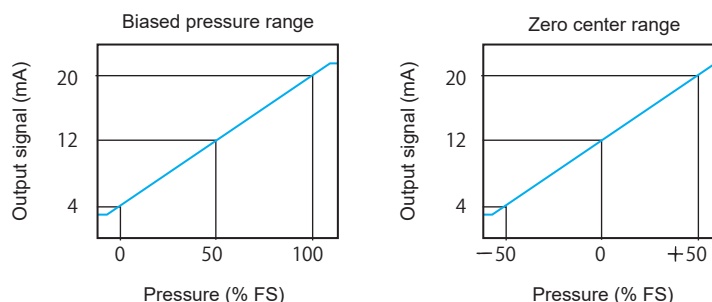 Biased pressure range
Output signal (mA)
20
12
4
0 50 100
Pressure (% FS)
Zero center range
Output signal (mA)
20
12
4
−50 0 +50
Pressure (% FS)